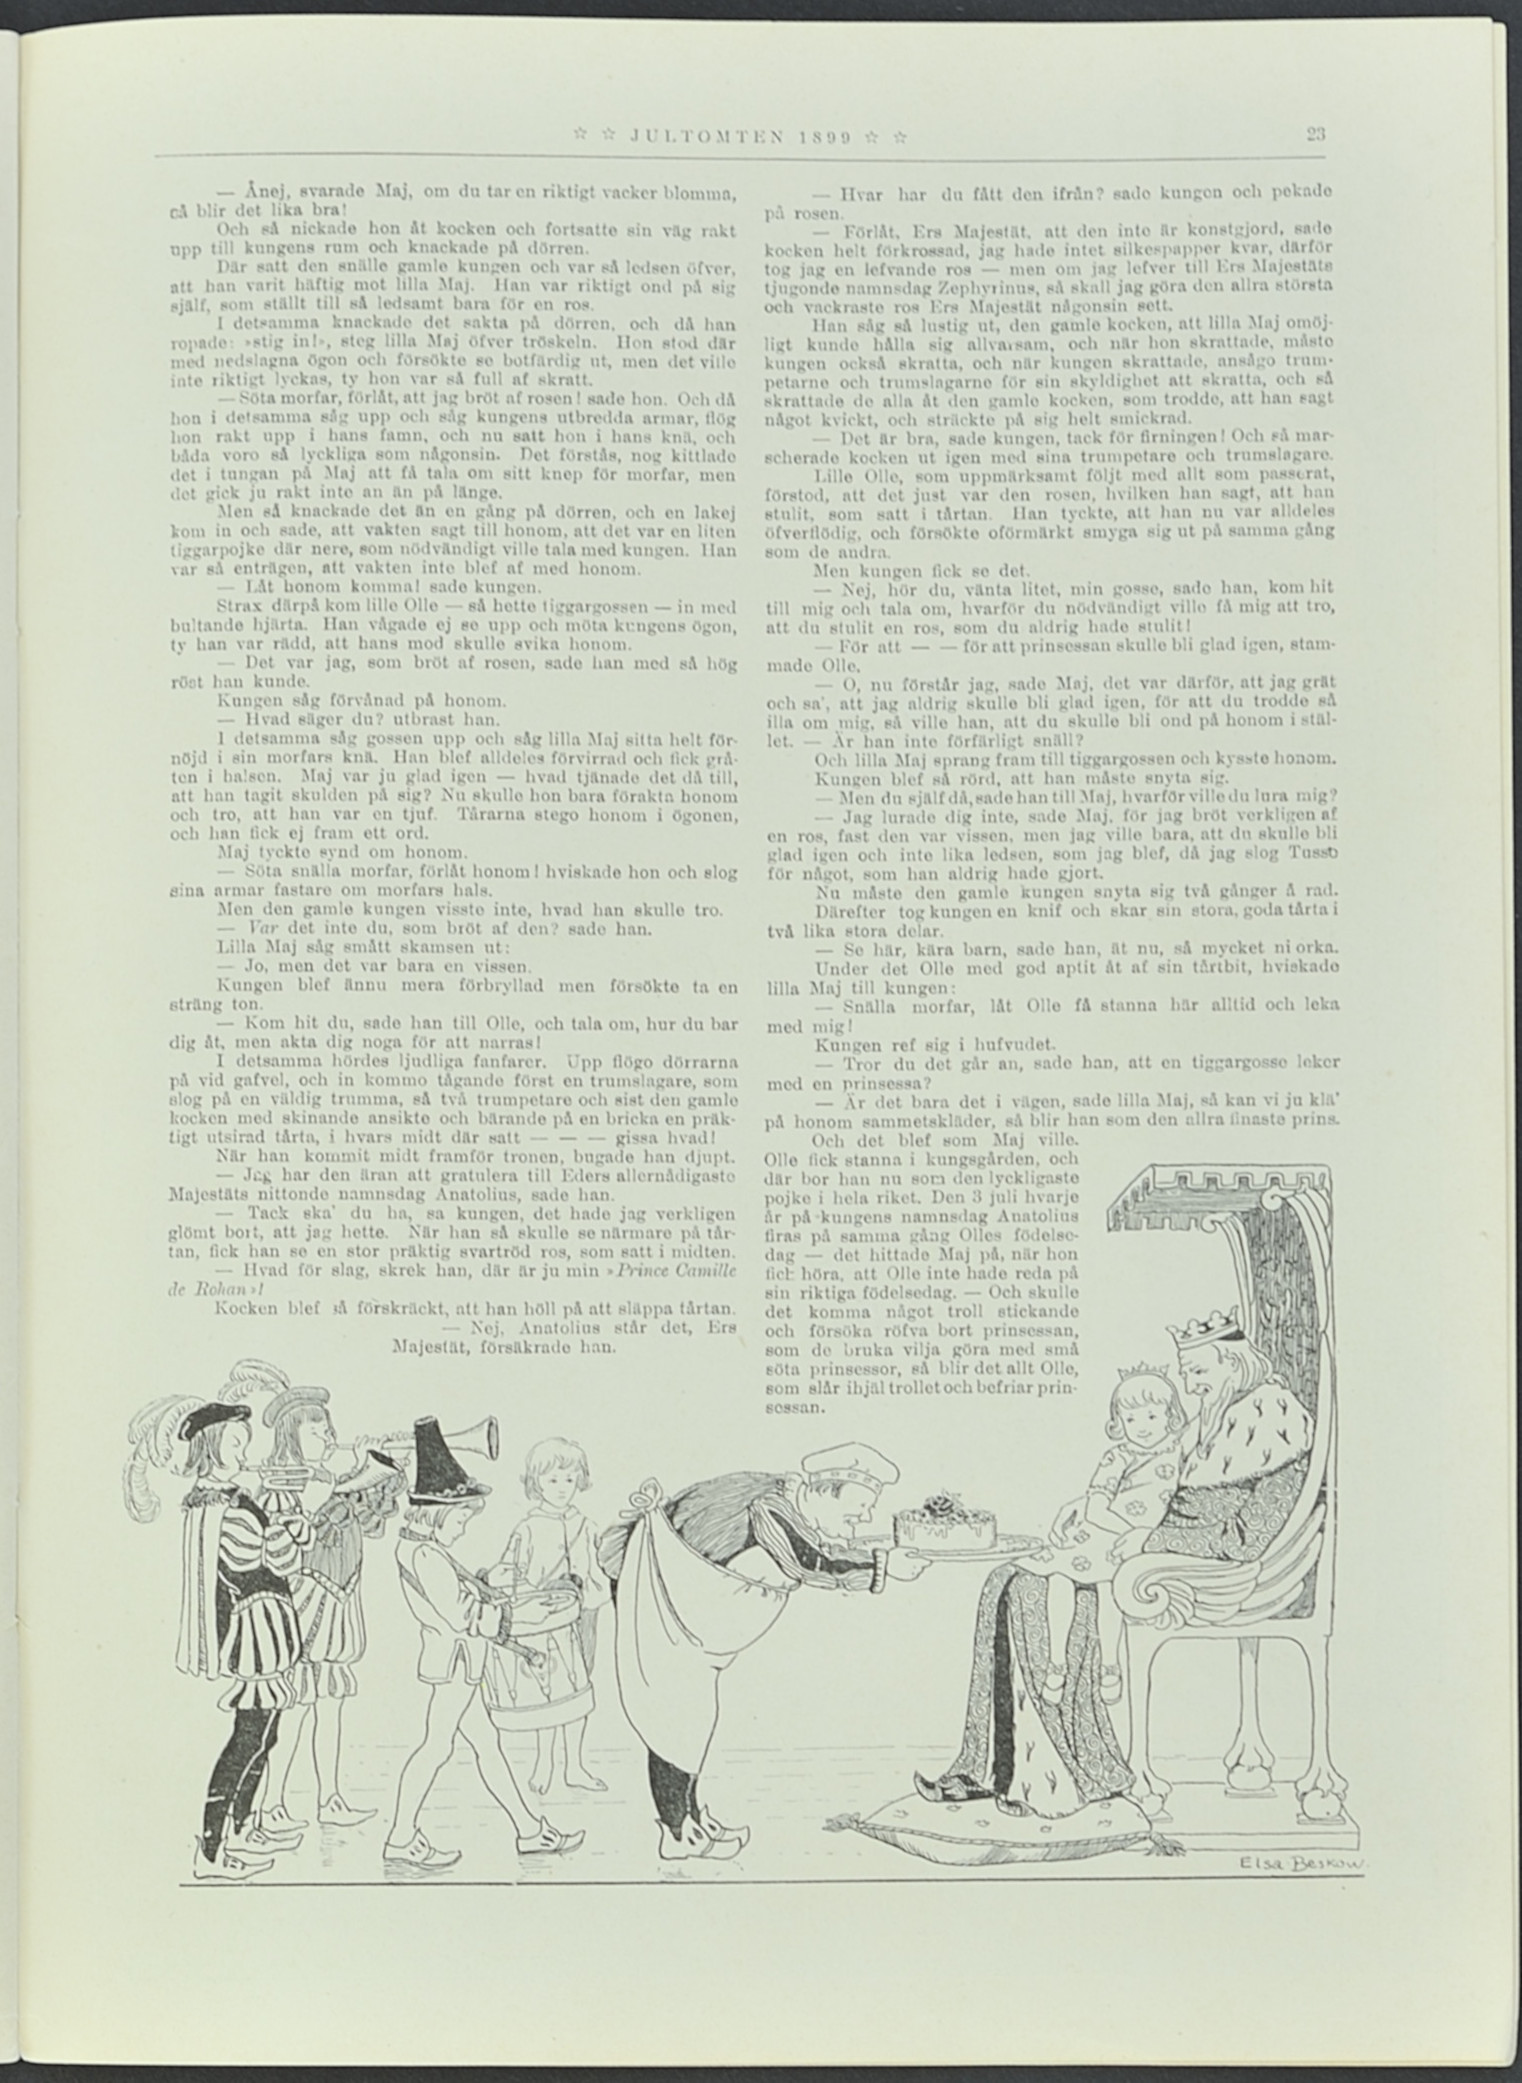 ☆ ☆ JULTOMTEN 1899 ☆ ☆
23
— Ånej, svarade Maj, om du tar en riktigt vacker blomma,
så blir det lika bra!
Och så nickade hon åt kocken och fortsatte sin väg rakt
upp till kungens rum och knackade på dörren.
Där satt den snälle gamle kungen och var så ledsen öfver,
att han varit häftig mot lilla Maj. Han var riktigt ond på sig
själf, som ställt till så ledsamt bara för en ros.
I detsamma knackade det sakta på dörren, och då han
ropade: »stig in!», steg lilla Maj öfver tröskeln. Hon stod där
med nedslagna ögon och försökte se botfärdig ut, men det ville
inte riktigt lyckas, ty hon var så full af skratt.
— Söta morfar, förlåt, att jag bröt af rosen! sade hon. Och då
hon i detsamma såg upp och såg kungens utbredda armar, flög
hon rakt upp i hans famn, och nu satt hon i hans knä, och
båda voro så lyckliga som någonsin. Det förstås, nog kittlade
det i tungan på Maj att få tala om sitt knep för morfar, men
det gick ju rakt inte an än på länge.
Men så knackade det än en gång på dörren, och en lakej
kom in och sade, att vakten sagt till honom, att det var en liten
tiggarpojke där nere, som nödvändigt ville tala med kungen. Han
var så enträgen, att vakten inte blef af med honom.
— Låt honom komma! sade kungen.
Strax därpå kom lille Olle — så hette tiggargossen — in med
bultande hjärta. Han vågade ej se upp och möta kungens ögon,
ty han var rädd, att hans mod skulle svika honom.
— Det var jag, som bröt af rosen, sade han med så hög
röst han kunde.
Kungen såg förvånad på honom.
— Hvad säger du? utbrast han.
I detsamma såg gossen upp och såg lilla Maj sitta helt för-
nöjd i sin morfars knä. Han blef alldeles förvirrad och fick grå-
ten i halsen. Maj var ju glad igen — hvad tjänade det då till,
att han tagit skulden på sig? Nu skulle hon bara förakta honom
och tro, att han var en tjuf. Tårarna stego honom i ögonen,
och han fick ej fram ett ord.
Maj tyckte synd om honom.
— Söta snälla morfar, förlåt honom! hviskade hon och slog
sina armar fastare om morfars hals.
Men den gamle kungen visste inte, hvad han skulle tro.
— Var det inte du, som bröt af den? sade han.
Lilla Maj såg smått skamsen ut:
— Jo, men det var bara en vissen.
Kungen blef ännu mera förbryllad men försökte ta en
sträng ton.
— Kom hit du, sade han till Olle, och tala om, hur du bar
dig åt, men akta dig noga för att narras!
I detsamma hördes ljudliga fanfarer. Upp flögo dörrarna
på vid gafvel, och in kommo tågande först en trumslagare, som
slog på en väldig trumma, så två trumpetare och sist den gamle
kocken med skinande ansikte och bärande på en bricka en präk-
tigt utsirad tårta, i hvars midt där satt — — — gissa hvad!
När han kommit midt framför tronen, bugade han djupt.
— Jag har den äran att gratulera till Eders allernådigaste
Majestäts nittonde namnsdag Anatolius, sade han.
— Tack ska' du ha, sa kungen, det hade jag verkligen
glömt bort, att jag hette. När han så skulle se närmare på tår-
tan, fick han se en stor präktig svartröd ros, som satt i midten.
— Hvad för slag, skrek han, där är ju min »Prince Camille
de Rohan»!
Kocken blef så förskräckt, att han höll på att släppa tårtan.
— Nej, Anatolius står det, Ers
Majestät, försäkrade han.
— Hvar har du fått den ifrån? sade kungen och pekade
på rosen.
— Förlåt, Ers Majestät, att den inte är konstgjord, sade
kocken helt förkrossad, jag hade intet silkespapper kvar, därför
tog jag en lefvande ros — men om jag lefver till Ers Majestäts
tjugonde namnsdag Zephyrinus, så skall jag göra den allra största
och vackraste ros Ers Majestät någonsin sett.
Han såg så lustig ut, den gamle kocken, att lilla Maj omöj-
ligt kunde hålla sig allvarsam, och när hon skrattade, måste
kungen också skratta, och när kungen skrattade, ansågo trum-
petarne och trumslagarne för sin skyldighet att skratta, och så
skrattade de alla åt den gamle kocken, som trodde, att han sagt
något kvickt, och sträckte på sig helt smickrad.
— Det är bra, sade kungen, tack för firningen! Och så mar-
scherade kocken ut igen med sina trumpetare och trumslagare.
Lille Olle, som uppmärksamt följt med allt som passerat,
förstod, att det just var den rosen, hvilken han sagt, att han
stulit, som satt i tårtan. Han tyckte, att han nu var alldeles
öfverflödig, och försökte oförmärkt smyga sig ut på samma gång
som de andra.
Men kungen fick se det.
— Nej, hör du, vänta litet, min gosse, sade han, kom hit
till mig och tala om, hvarför du nödvändigt ville få mig att tro,
att du stulit en ros, som du aldrig hade stulit!
— För att — — för att prinsessan skulle bli glad igen, stam-
made Olle.
— O, nu förstår jag, sade Maj, det var därför, att jag grät
och sa', att jag aldrig skulle bli glad igen, för att du trodde så
illa om mig, så ville han, att du skulle bli ond på honom i stäl-
let. — Är han inte förfärligt snäll?
Och lilla Maj sprang fram till tiggargossen och kysste honom.
Kungen blef så rörd, att han måste snyta sig.
— Men du själf då, sade han till Maj, hvarför ville du lura mig?
— Jag lurade dig inte, sade Maj, för jag bröt verkligen af
en ros, fast den var vissen, men jag ville bara, att du skulle bli
glad igen och inte lika ledsen, som jag blef, då jag slog Tusso
för något, som han aldrig hade gjort.
Nu måste den gamle kungen snyta sig två gånger å rad.
Därefter tog kungen en knif och skar sin stora, goda tårta i
två lika stora delar.
— Se här, kära barn, sade han, ät nu, så mycket ni orka.
Under det Olle med god aptit åt af sin tårtbit, hviskade
lilla Maj till kungen:
— Snälla morfar, låt Olle få stanna här alltid och leka
med mig!
Kungen ref sig i hufvudet.
— Tror du det går an, sade han, att en tiggargosse leker
med en prinsessa?
— Är det bara det i vägen, sade lilla Maj, så kan vi ju klä'
på honom sammetskläder, så blir han som den allra finaste prins.
Och det blef som Maj ville.
Olle fick stanna i kungsgården, och
där bor han nu som den lyckligaste
pojke i hela riket. Den 3 juli hvarje
år på kungens namnsdag Anatolius
firas på samma gång Olles födelse-
dag — det hittade Maj på, när hon
fick höra, att Olle inte hade reda på
sin riktiga födelsedag. — Och skulle
det komma något troll stickande
och försöka röfva bort prinsessan,
som de bruka vilja göra med små
söta prinsessor, så blir det allt Olle,
som slår ihjäl trollet och befriar prin-
sessan.
Elsa Beskow